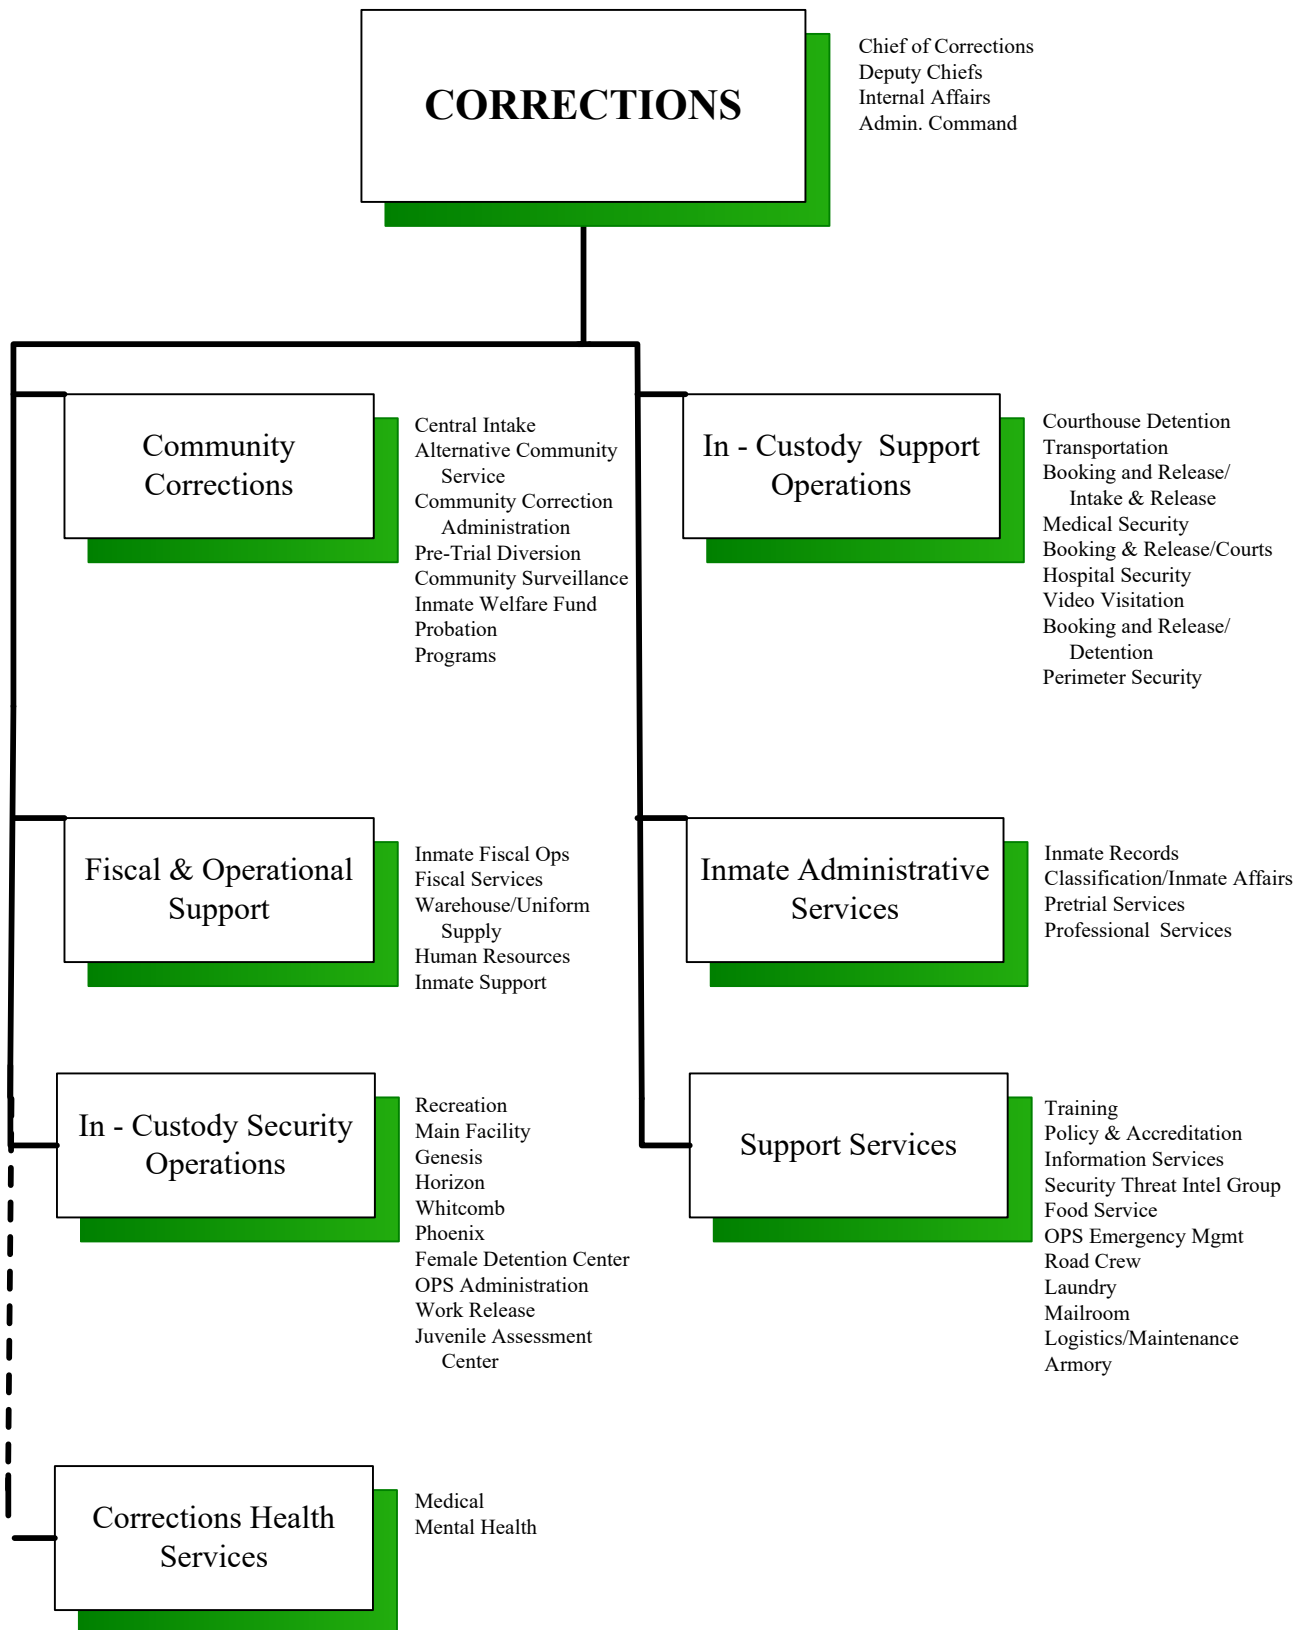 CORRECTIONS
Chief of Corrections
Deputy Chiefs
Internal Affairs
Admin. Command
Community
Corrections
Central Intake
Alternative Community
Service
Community Correction
Administration
Pre-Trial Diversion
Community Surveillance
Inmate Welfare Fund
Probation
Programs
In - Custody  Support
Operations
Courthouse Detention
Transportation
Booking and Release/
Intake & Release
Medical Security
Booking & Release/Courts
Hospital Security
Video Visitation
Booking and Release/
Detention
Perimeter Security
Fiscal & Operational
Support
Inmate Fiscal Ops
Fiscal Services
Warehouse/Uniform
Supply
Human Resources
Inmate Support
Inmate Administrative
Services
Inmate Records
Classification/Inmate Affairs
Pretrial Services
Professional  Services
In - Custody Security
Operations
Recreation
Main Facility
Genesis
Horizon
Whitcomb
Phoenix
Female Detention Center
OPS Administration
Work Release
Juvenile Assessment
Center
Support Services
Training
Policy & Accreditation
Information Services
Security Threat Intel Group
Food Service
OPS Emergency Mgmt
Road Crew
Laundry
Mailroom
Logistics/Maintenance
Armory
Corrections Health
Services
Medical
Mental Health